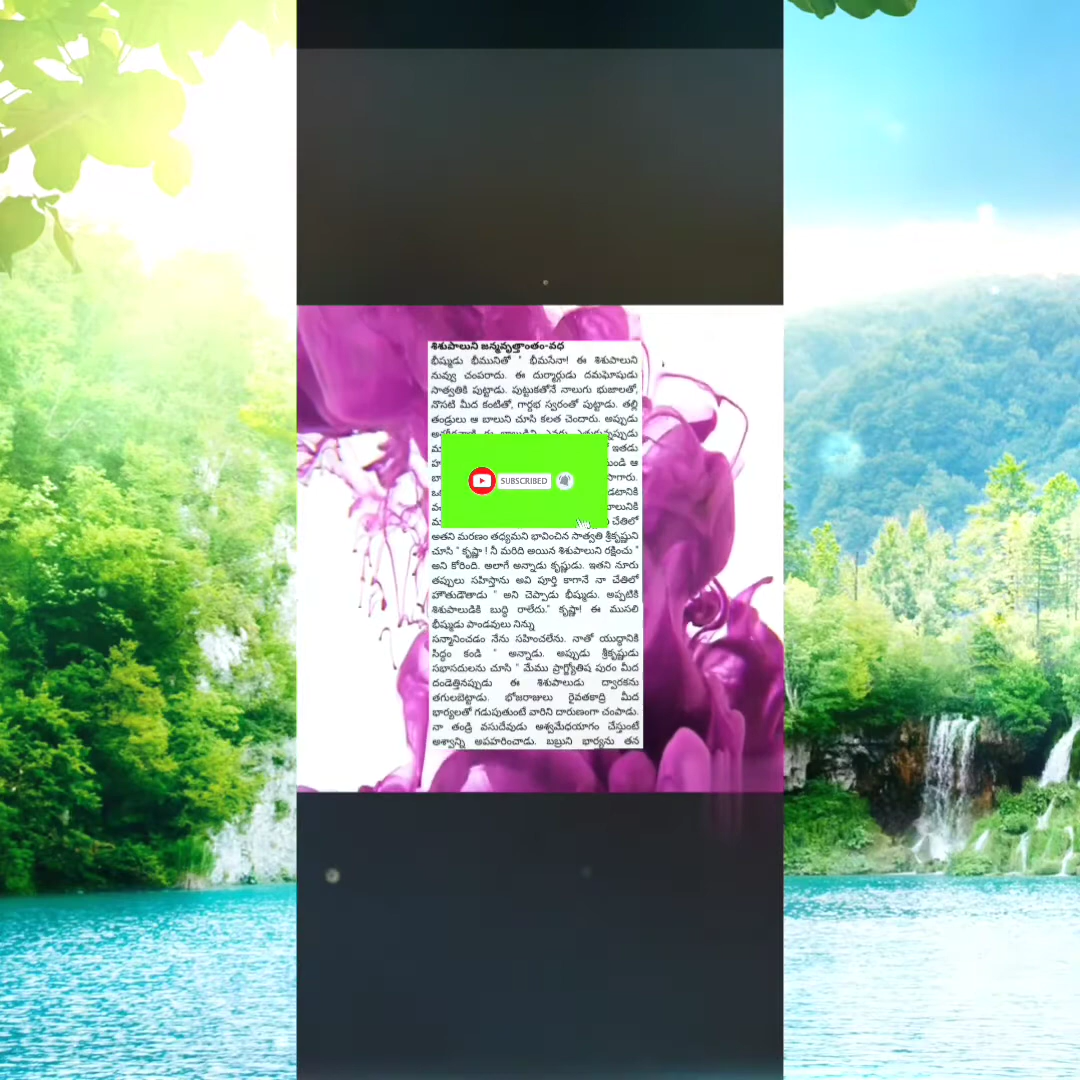 శిశుపాలుని జన్మవృత్తాంతం-వధ
భీష్ముడు భీమునితో " భీమసేనా! ఈ శిశుపాలుని
నువ్వు చంపరాదు. ఈ దుర్మార్గుడు దమఘోషుడు
సాత్వతికి పుట్టాడు. పుట్టుకతోనే నాలుగు భుజాలతో,
నొసటి మీద కంటితో, గార్ధభ స్వరంతో పుట్టాడు. తల్లి
తండ్రులు ఆ బాలుని చూసి కలత చెందారు. అప్పుడు
ఇతడు
ఆ
SUBSCRIBED
చేతిలో
అతని మరణం తధ్యమని భావించిన సాత్వతి శ్రీకృష్ణుని
చూసి " కృష్ణా ! నీ మరిది అయిన శిశుపాలుని రక్షించు "
అని కోరింది. అలాగే అన్నాడు కృష్ణుడు. ఇతని నూరు
తప్పులు సహిస్తాను అవి పూర్తి కాగానే నా చేతిలో
హాతుడౌతాడు " అని చెప్పాడు భీష్ముడు. అప్పటికి
శిశుపాలుడికి బుద్ధి రాలేదు." కృష్ణా! ఈ ముసలి
భీష్ముడు పాండవులు నిన్ను
సన్మానించడం నేను సహించలేను. నాతో యుద్ధానికి
సిద్ధం కండి " అన్నాడు. అప్పుడు శ్రీకృష్ణుడు
సభాసదులను చూసి " మేము ప్రాగ్జ్యోతిష పురం మీద
దండెత్తినప్పుడు ఈ శిశుపాలుడు ద్వారకను
తగులబెట్టాడు. భోజరాజులు రైవతకాద్రి మీద
భార్యలతో గడుపుతుంటే వారిని దారుణంగా చంపాడు.
నా తండ్రి వసుదేవుడు అశ్వమేధయాగం చేస్తుంటే
అశ్వాన్ని అపహరించాడు. బబ్రుని భార్యను తన